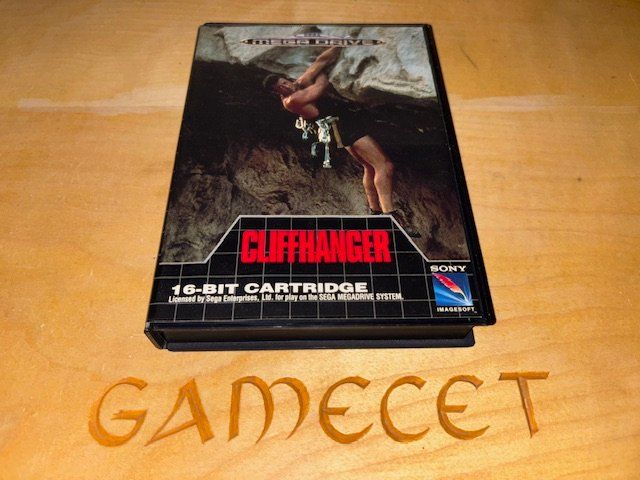 MEGA DRIVE
CLIFFHANGER
16-BIT CARTRIDGE
Licensed by Sega Enterprises, Ltd. for play on the SEGA MEGADRIVE SYSTEM.
SONY
IMAGESOFT
GAMECET